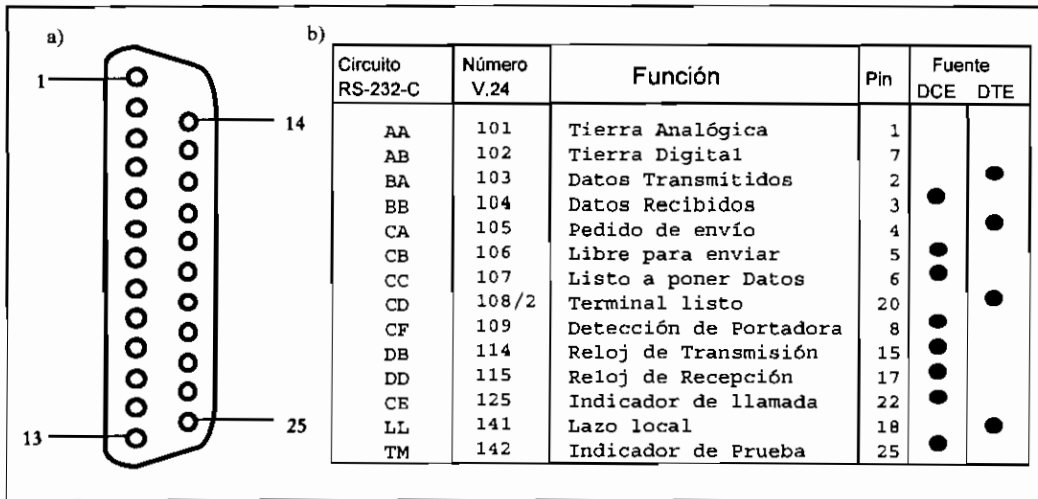 a)
1
14
13
25
b)
Circuito RS-232-C Número V.24 Función Pin Fuente DCE DTE
AA 101 Tierra Analógica 1
AB 102 Tierra Digital 7
BA 103 Datos Transmitidos 2
BB 104 Datos Recibidos 3
CA 105 Pedido de envío 4
CB 106 Libre para enviar 5
CC 107 Listo a poner Datos 6
CD 108/2 Terminal listo 20
CF 109 Detección de Portadora 8
DB 114 Reloj de Transmisión 15
DD 115 Reloj de Recepción 17
CE 125 Indicador de llamada 22
LL 141 Lazo local 18
TM 142 Indicador de Prueba 25